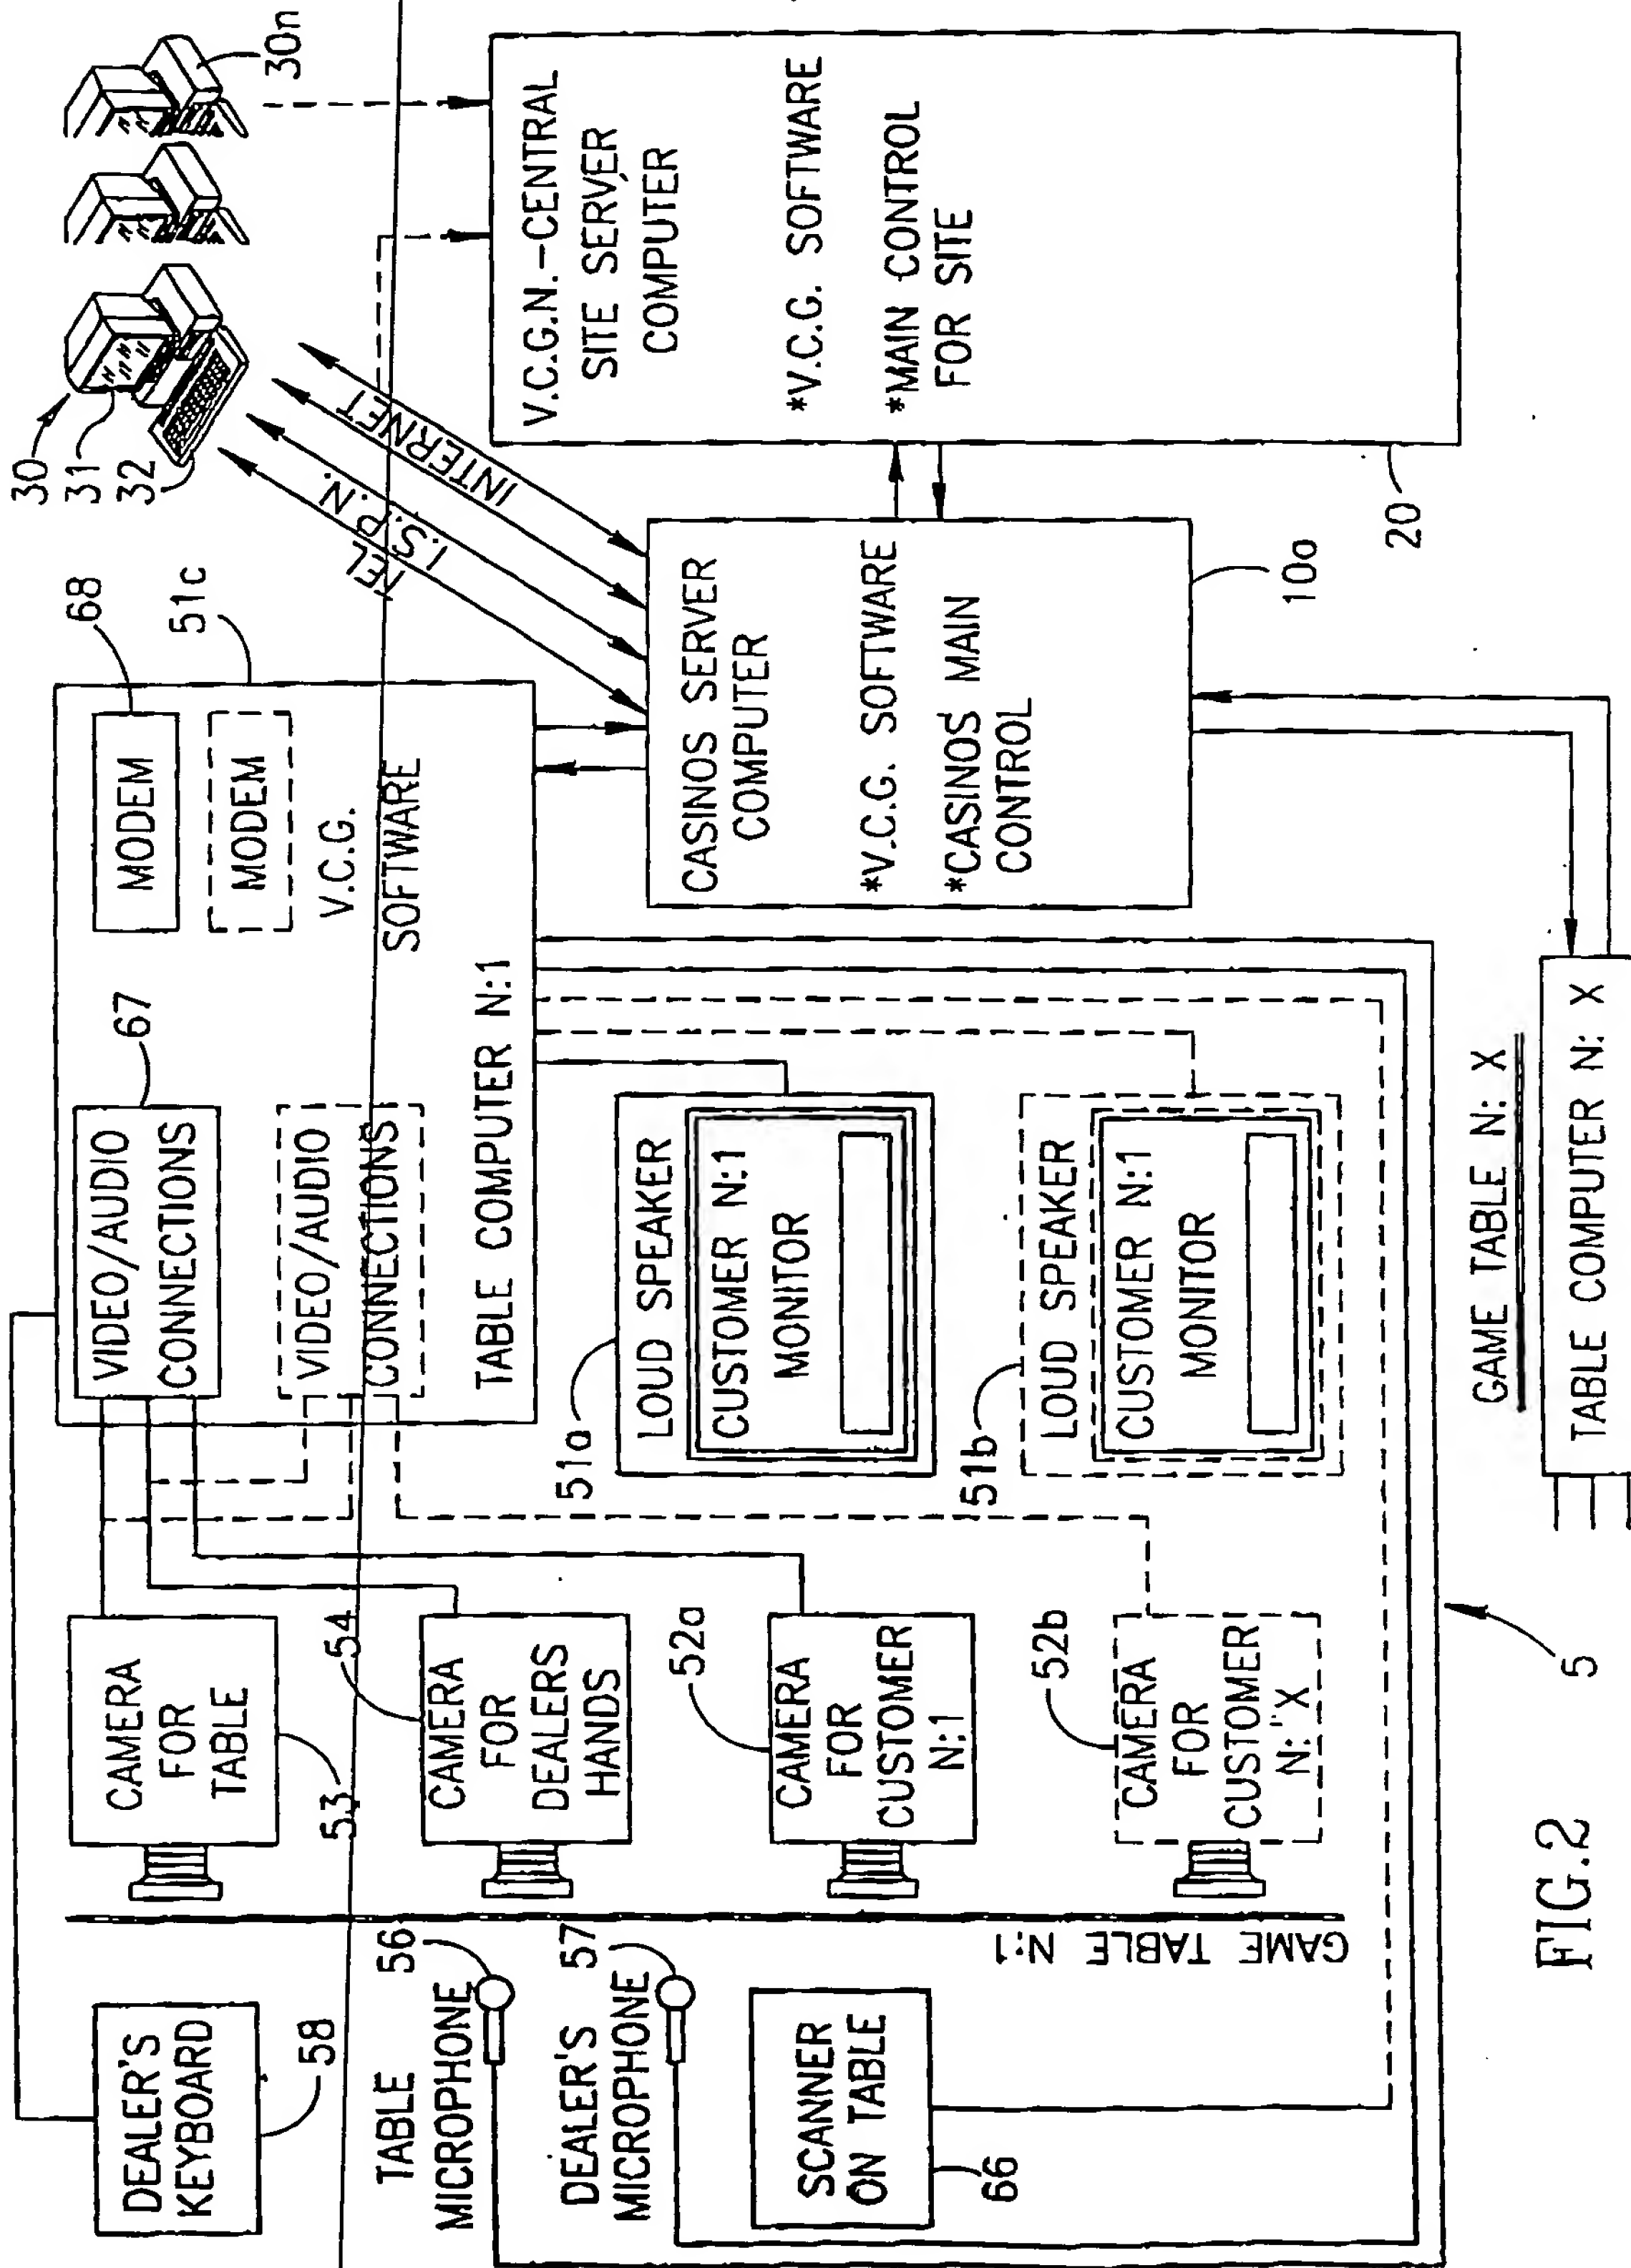 DEALER'S
KEYBOARD
58
TABLE
MICROPHONE
56
DEALER'S
MICROPHONE
57
SCANNER
ON TABLE
66
GAME TABLE N:1
CAMERA
FOR
TABLE
53
CAMERA
FOR
DEALERS
HANDS
54
CAMERA
FOR
CUSTOMER
N:1
52a
CAMERA
FOR
CUSTOMER
N:"X
52b
VIDEO/AUDIO
CONNECTIONS
67
VIDEO/AUDIO
CONNECTIONS
MODEM
68
MODEM
V.C.G.
SOFTWARE
TABLE COMPUTER N:1
51c
LOUD SPEAKER
CUSTOMER N:1
MONITOR
51a
LOUD SPEAKER
CUSTOMER N:1
MONITOR
51b
30
31
32
30n
TEL
I.S.P.N.
INTERNET
CASINOS SERVER
COMPUTER
*V.C.G. SOFTWARE
*CASINOS MAIN
CONTROL
10a
V.C.G.N.-CENTRAL
SITE SERVER
COMPUTER
*V.C.G. SOFTWARE
*MAIN CONTROL
FOR SITE
20
GAME TABLE N: X
TABLE COMPUTER N: X
5
FIG.2